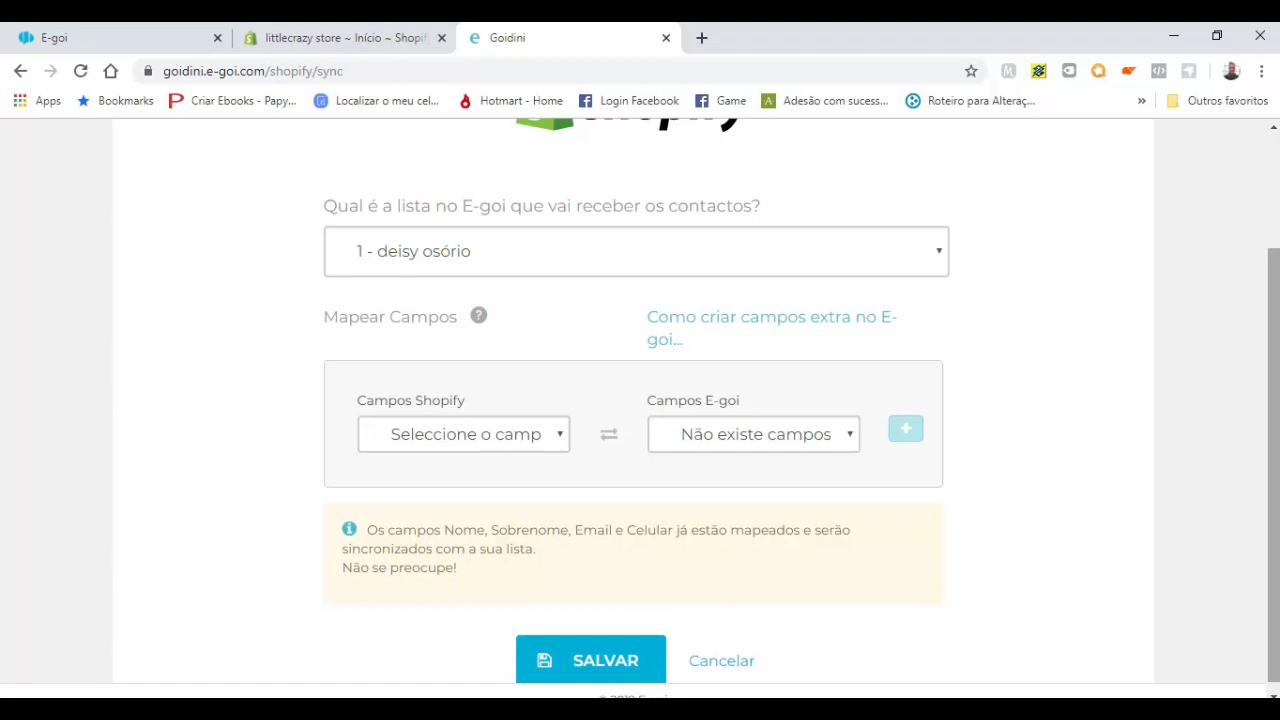 E-goi
littlecrazy store ~ Início ~ Shopif
Goidini
goidini.e-goi.com/shopify/sync
Apps
Bookmarks
Criar Ebooks - Papy...
Localizar o meu cel...
Hotmart - Home
Login Facebook
Game
Adesão com sucess...
Roteiro para Alteraç...
»
Outros favoritos
shopify
Qual é a lista no E-goi que vai receber os contactos?
1 - deisy osório
Mapear Campos ?
Como criar campos extra no E-
goi...
Campos Shopify
Campos E-goi
Seleccione o camp
Não existe campos
+
Os campos Nome, Sobrenome, Email e Celular já estão mapeados e serão
sincronizados com a sua lista.
Não se preocupe!
SALVAR
Cancelar
© 2019 E-goi